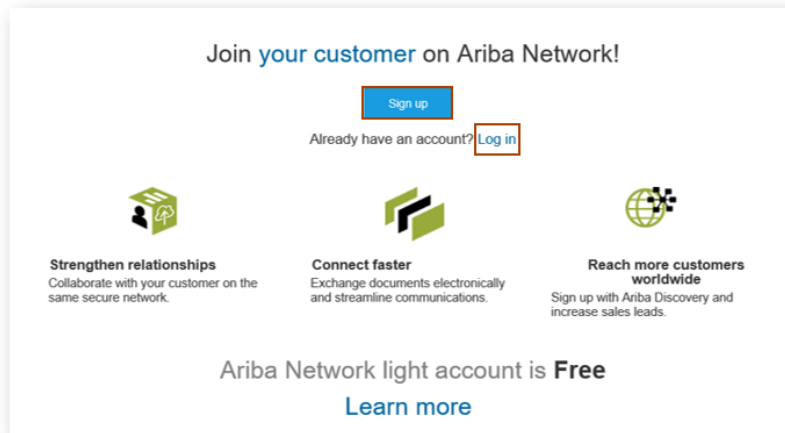 Join your customer on Ariba Network!
Sign up
Already have an account? Log in
Strengthen relationships
Collaborate with your customer on the
same secure network.
Connect faster
Exchange documents electronically
and streamline communications.
Reach more customers
worldwide
Sign up with Ariba Discovery and
increase sales leads.
Ariba Network light account is Free
Learn more